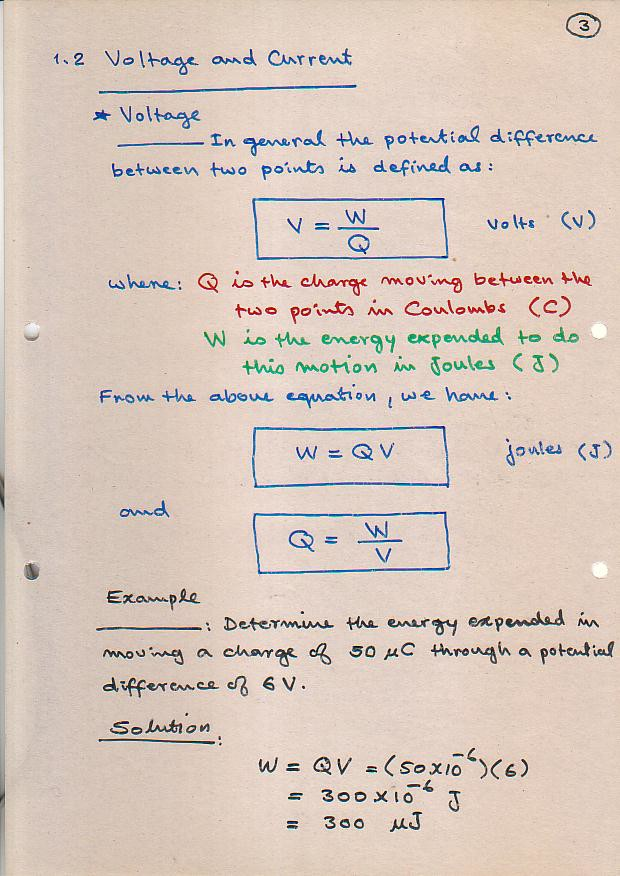 3
1.2 Voltage and Current
* Voltage
In general the potential difference
between two points is defined as:
V = W/Q volts (V)
where: Q is the charge moving between the
two points in Coulombs (C)
W is the energy expended to do
this motion in Joules (J)
From the above equation, we have:
W = QV joules (J)
and
Q = W/V
Example
: Determine the energy expended in
moving a charge of 50 μC through a potential
difference of 6 V.
Solution:
W = QV = (50×10⁻⁶)(6)
= 300×10⁻⁶ J
= 300 μJ